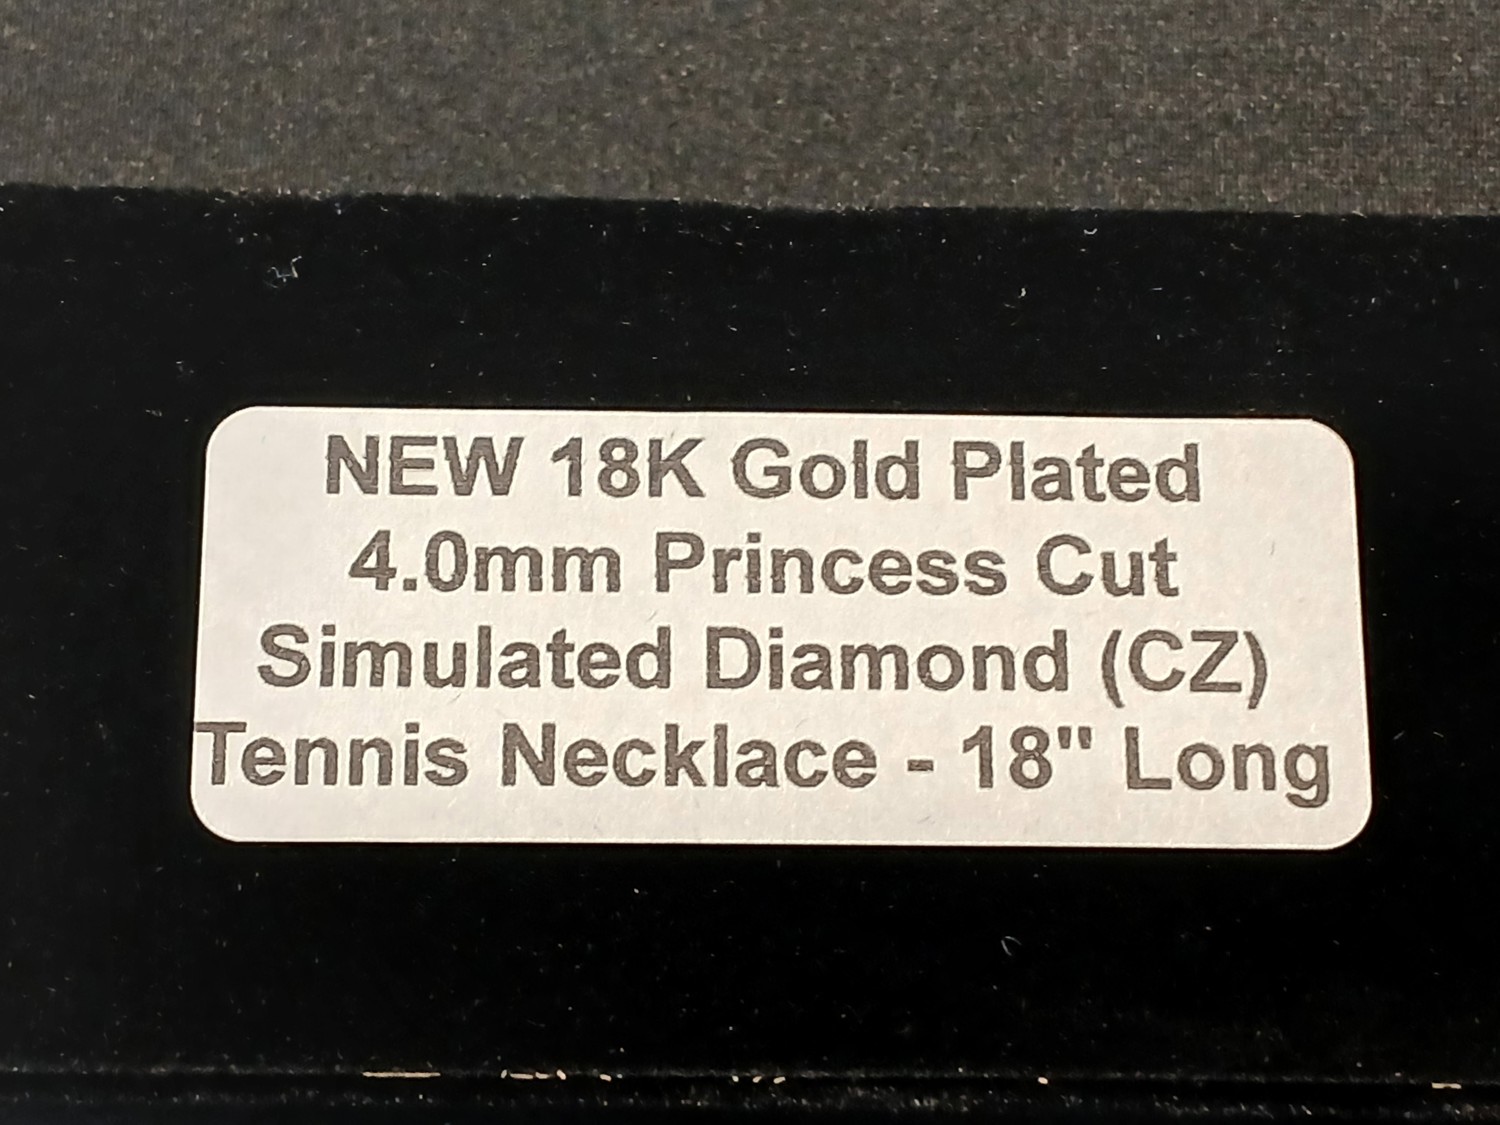 NEW 18K Gold Plated
4.0mm Princess Cut
Simulated Diamond (CZ)
Tennis Necklace - 18" Long